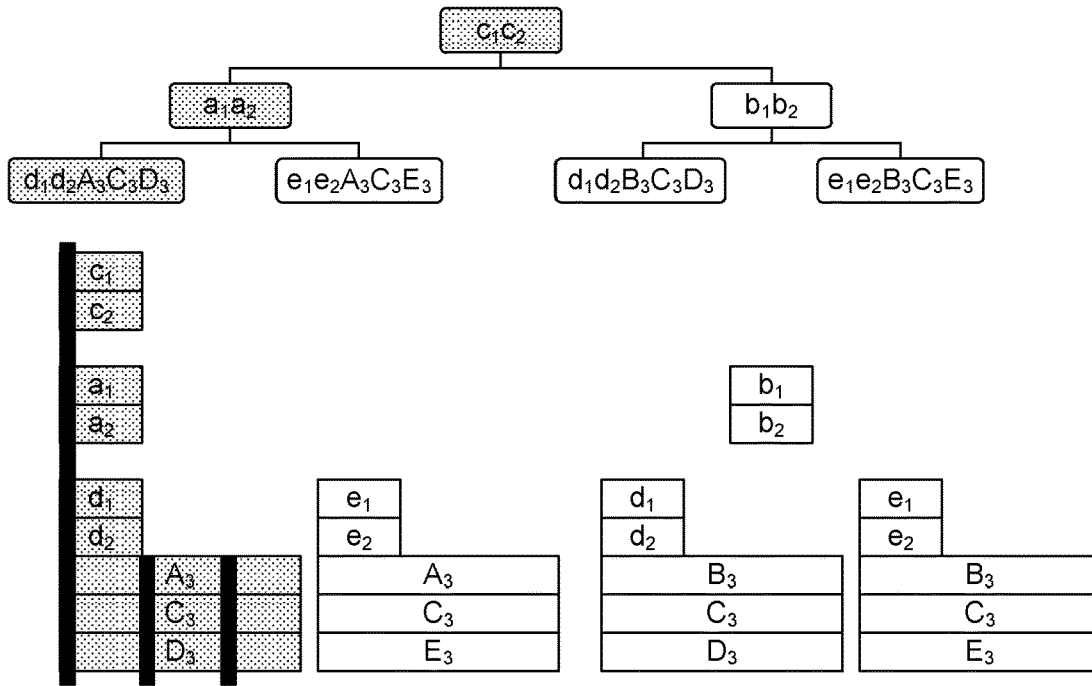 c₁c₂
a₁a₂ b₁b₂
d₁d₂A₃C₃D₃ e₁e₂A₃C₃E₃ d₁d₂B₃C₃D₃ e₁e₂B₃C₃E₃
c₁
c₂
a₁ b₁
a₂ b₂
d₁ e₁ d₁ e₁
d₂ e₂ d₂ e₂
A₃ A₃ B₃ B₃
C₃ C₃ C₃ C₃
D₃ E₃ D₃ E₃